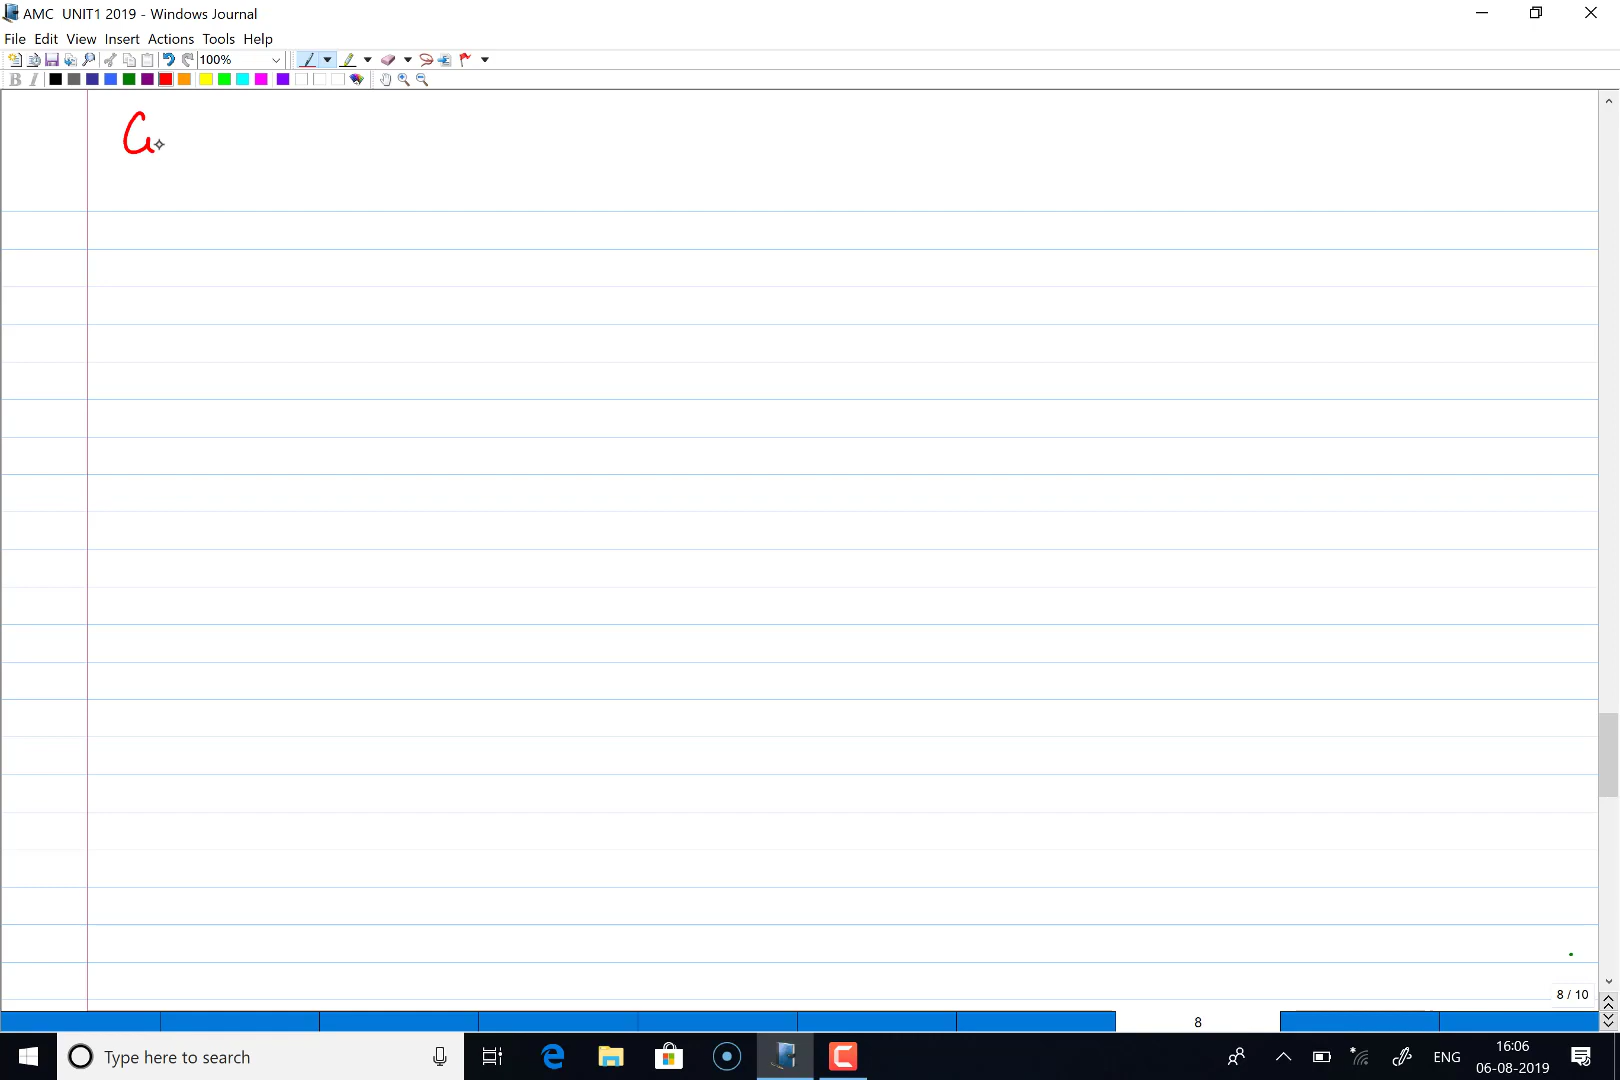 AMC UNIT1 2019 - Windows Journal
File Edit View Insert Actions Tools Help
100%
B I
G
8 / 10
8
Type here to search
ENG
16:06
06-08-2019